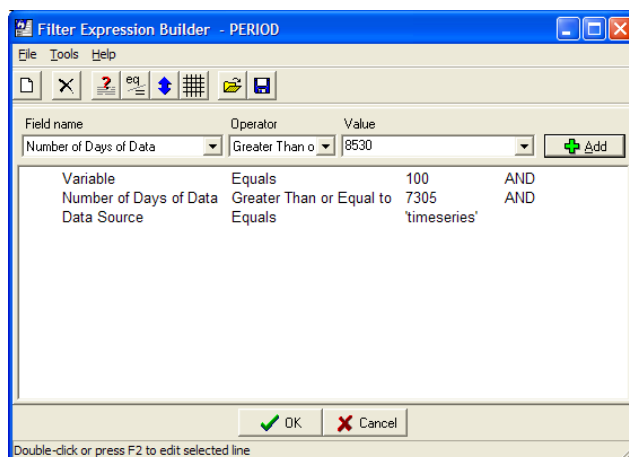 Filter Expression Builder - PERIOD
File Tools Help
eq
Field name Operator Value
Number of Days of Data Greater Than o 8530 Add
Variable Equals 100 AND
Number of Days of Data Greater Than or Equal to 7305 AND
Data Source Equals 'timeseries'
OK Cancel
Double-click or press F2 to edit selected line